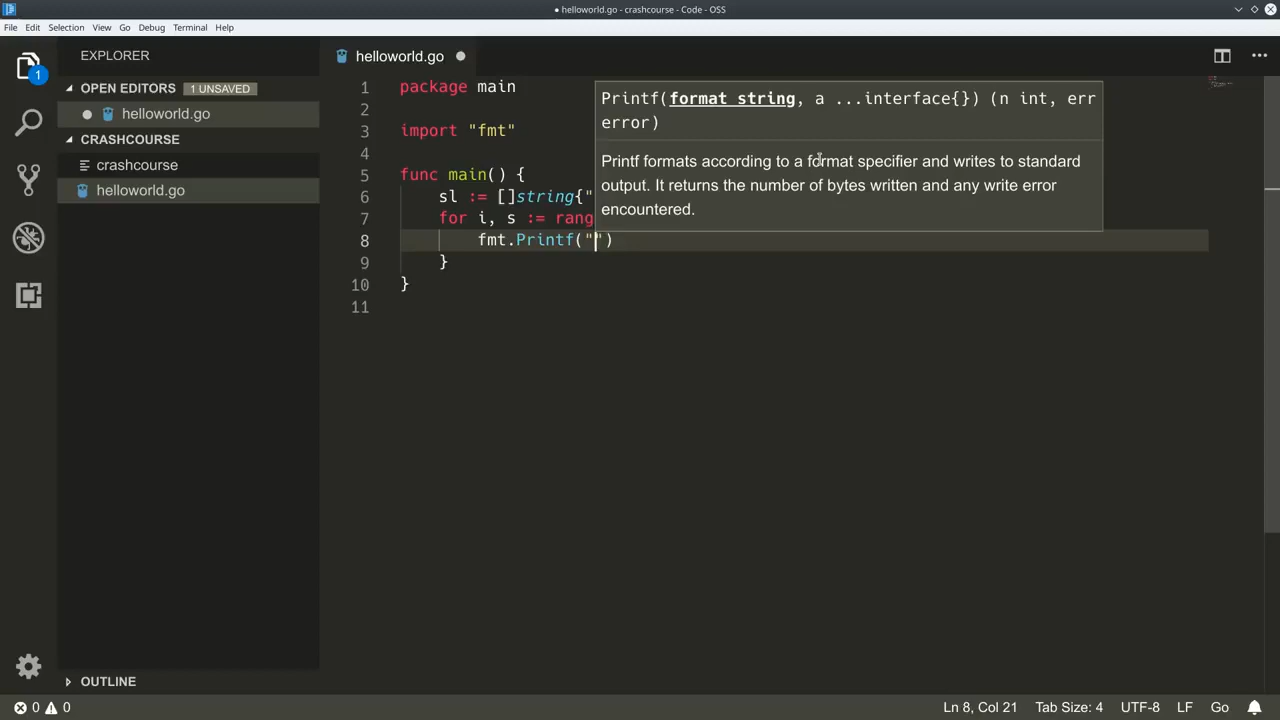 helloworld.go - crashcourse - Code - OSS
File Edit Selection View Go Debug Terminal Help
EXPLORER
helloworld.go
OPEN EDITORS 1 UNSAVED
helloworld.go
CRASHCOURSE
crashcourse
helloworld.go
OUTLINE
1
1 package main
2
3 import "fmt"
4
5 func main() {
6 sl := []string{"
7 for i, s := rang
8 fmt.Printf("")
9 }
10 }
11
Printf(format string, a ...interface{}) (n int, err
error)
Printf formats according to a format specifier and writes to standard
output. It returns the number of bytes written and any write error
encountered.
0 0 Ln 8, Col 21 Tab Size: 4 UTF-8 LF Go